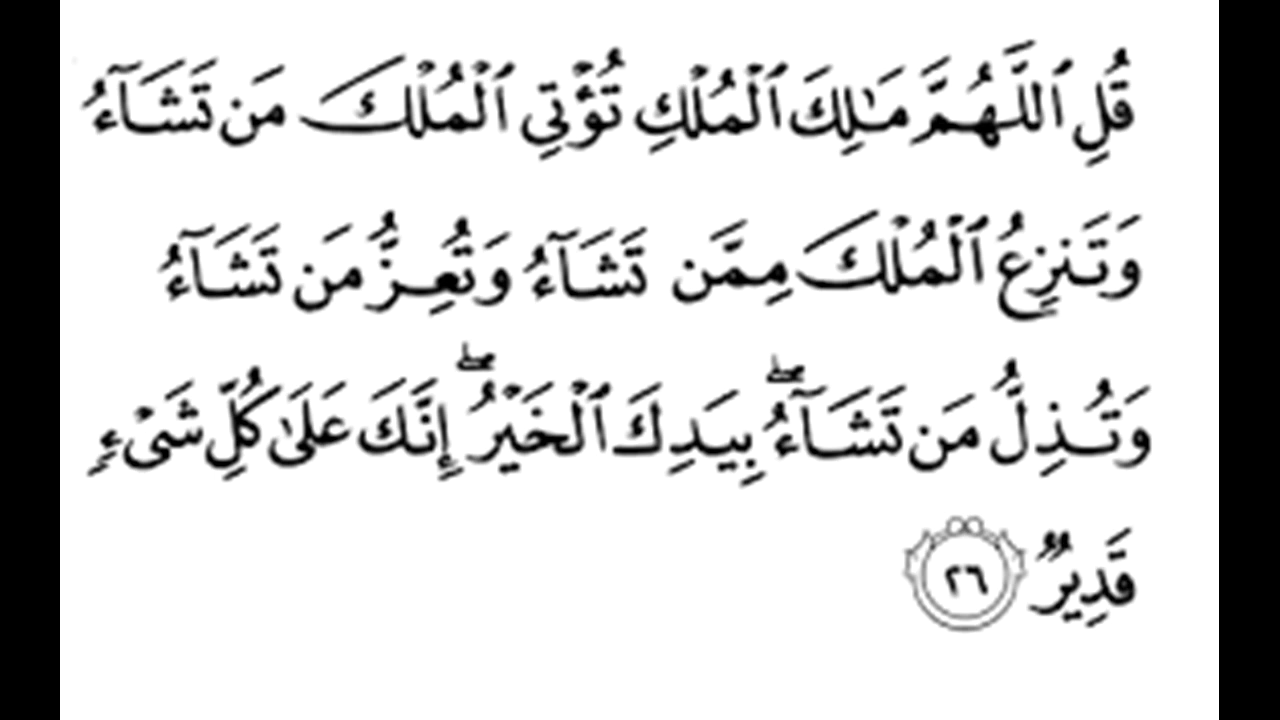 قُلِ ٱللَّهُمَّ مَـٰلِكَ ٱلْمُلْكِ تُؤْتِى ٱلْمُلْكَ مَن تَشَآءُ
وَتَنزِعُ ٱلْمُلْكَ مِمَّن تَشَآءُ وَتُعِزُّ مَن تَشَآءُ
وَتُذِلُّ مَن تَشَآءُ ۖ بِيَدِكَ ٱلْخَيْرُ ۖ إِنَّكَ عَلَىٰ كُلِّ شَىْءٍ
قَدِيرٌ ٢٦